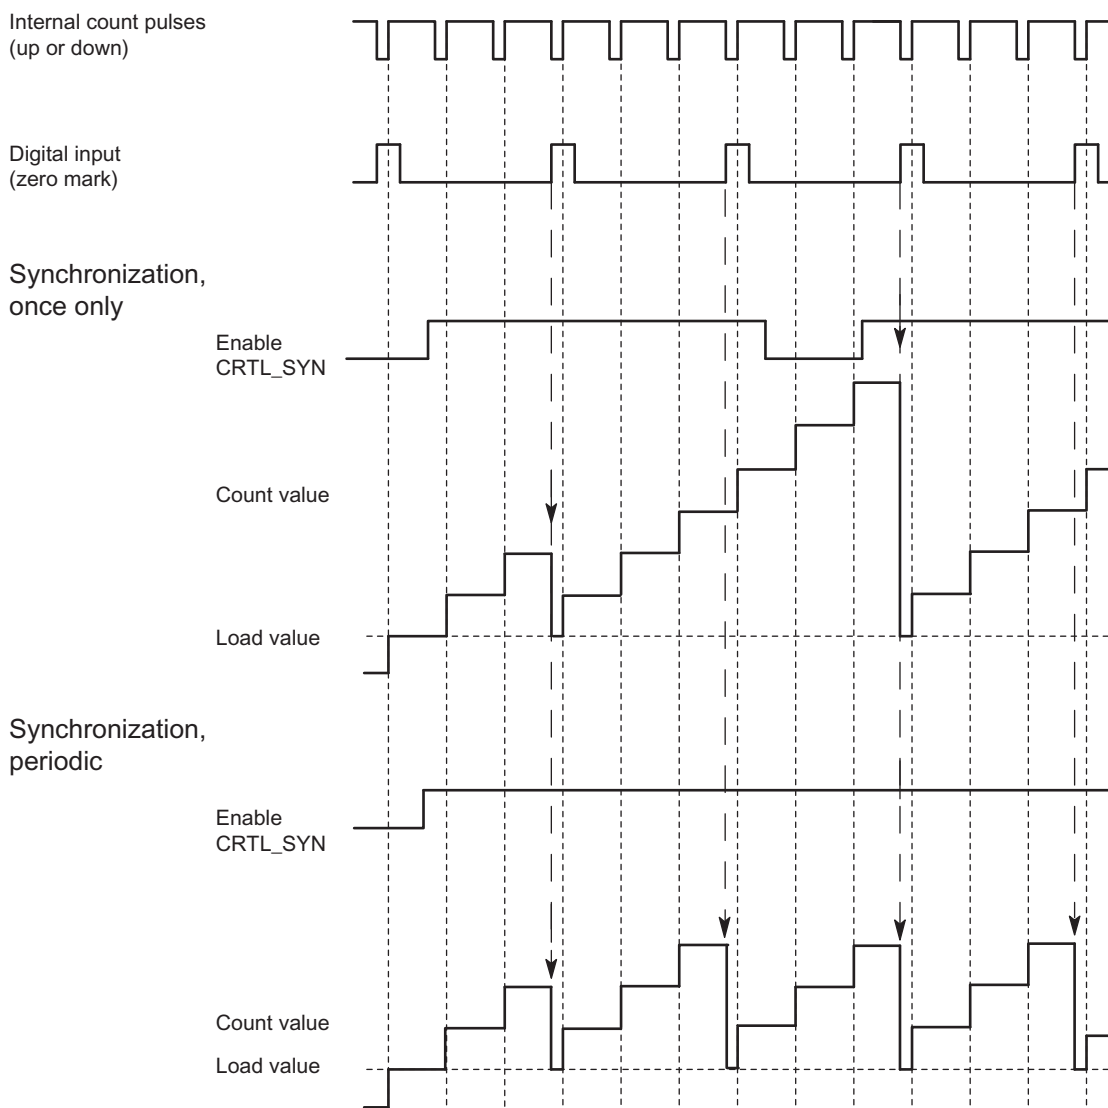 Internal count pulses
(up or down)
Digital input
(zero mark)
Synchronization,
once only
Enable
CRTL_SYN
Count value
Load value
Synchronization,
periodic
Enable
CRTL_SYN
Count value
Load value